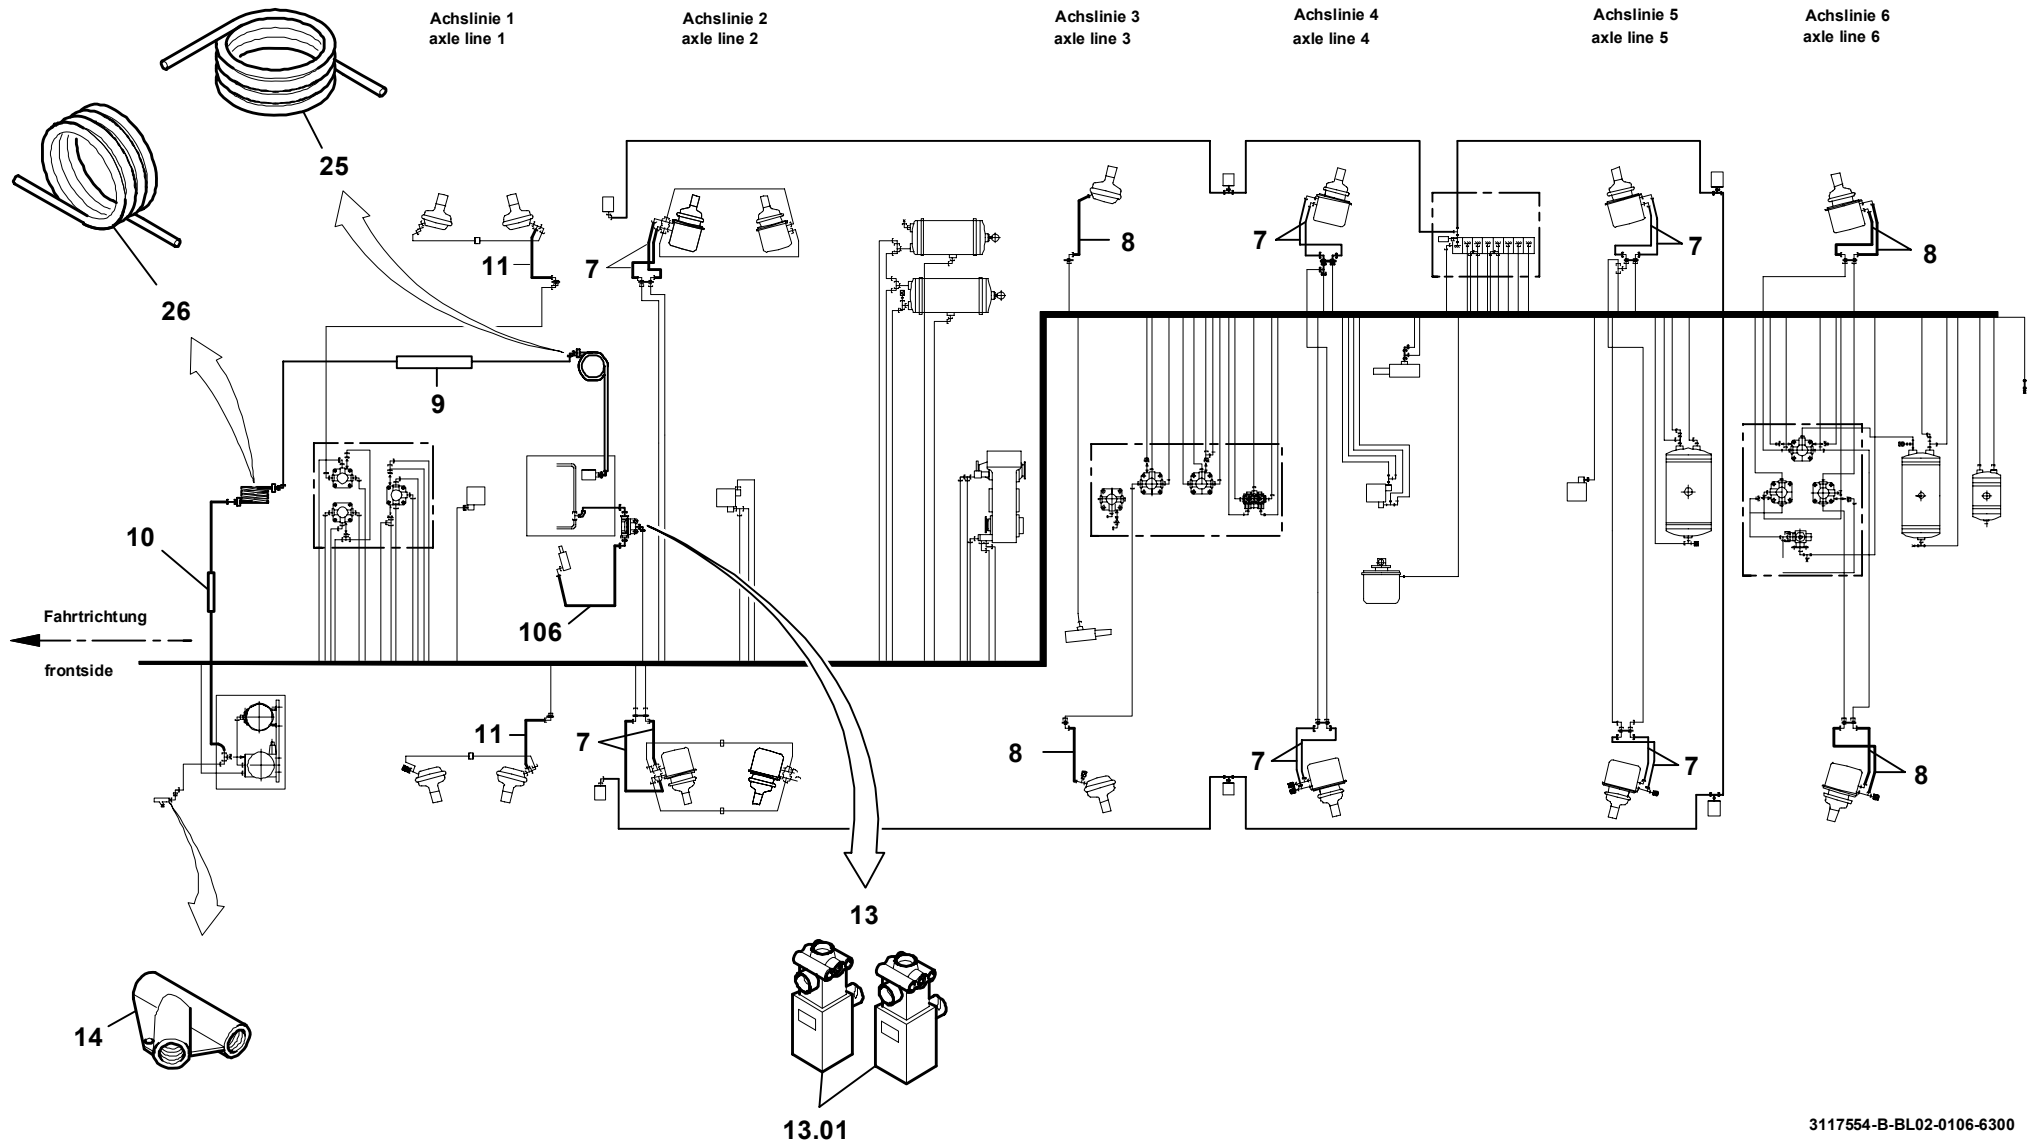 Achslinie 1
axle line 1
Achslinie 2
axle line 2
Achslinie 3
axle line 3
Achslinie 4
axle line 4
Achslinie 5
axle line 5
Achslinie 6
axle line 6
25
26
11
7
8
7
7
8
9
10
106
Fahrtrichtung
frontside
11
7
8
7
7
8
13
14
13.01
3117554-B-BL02-0106-6300